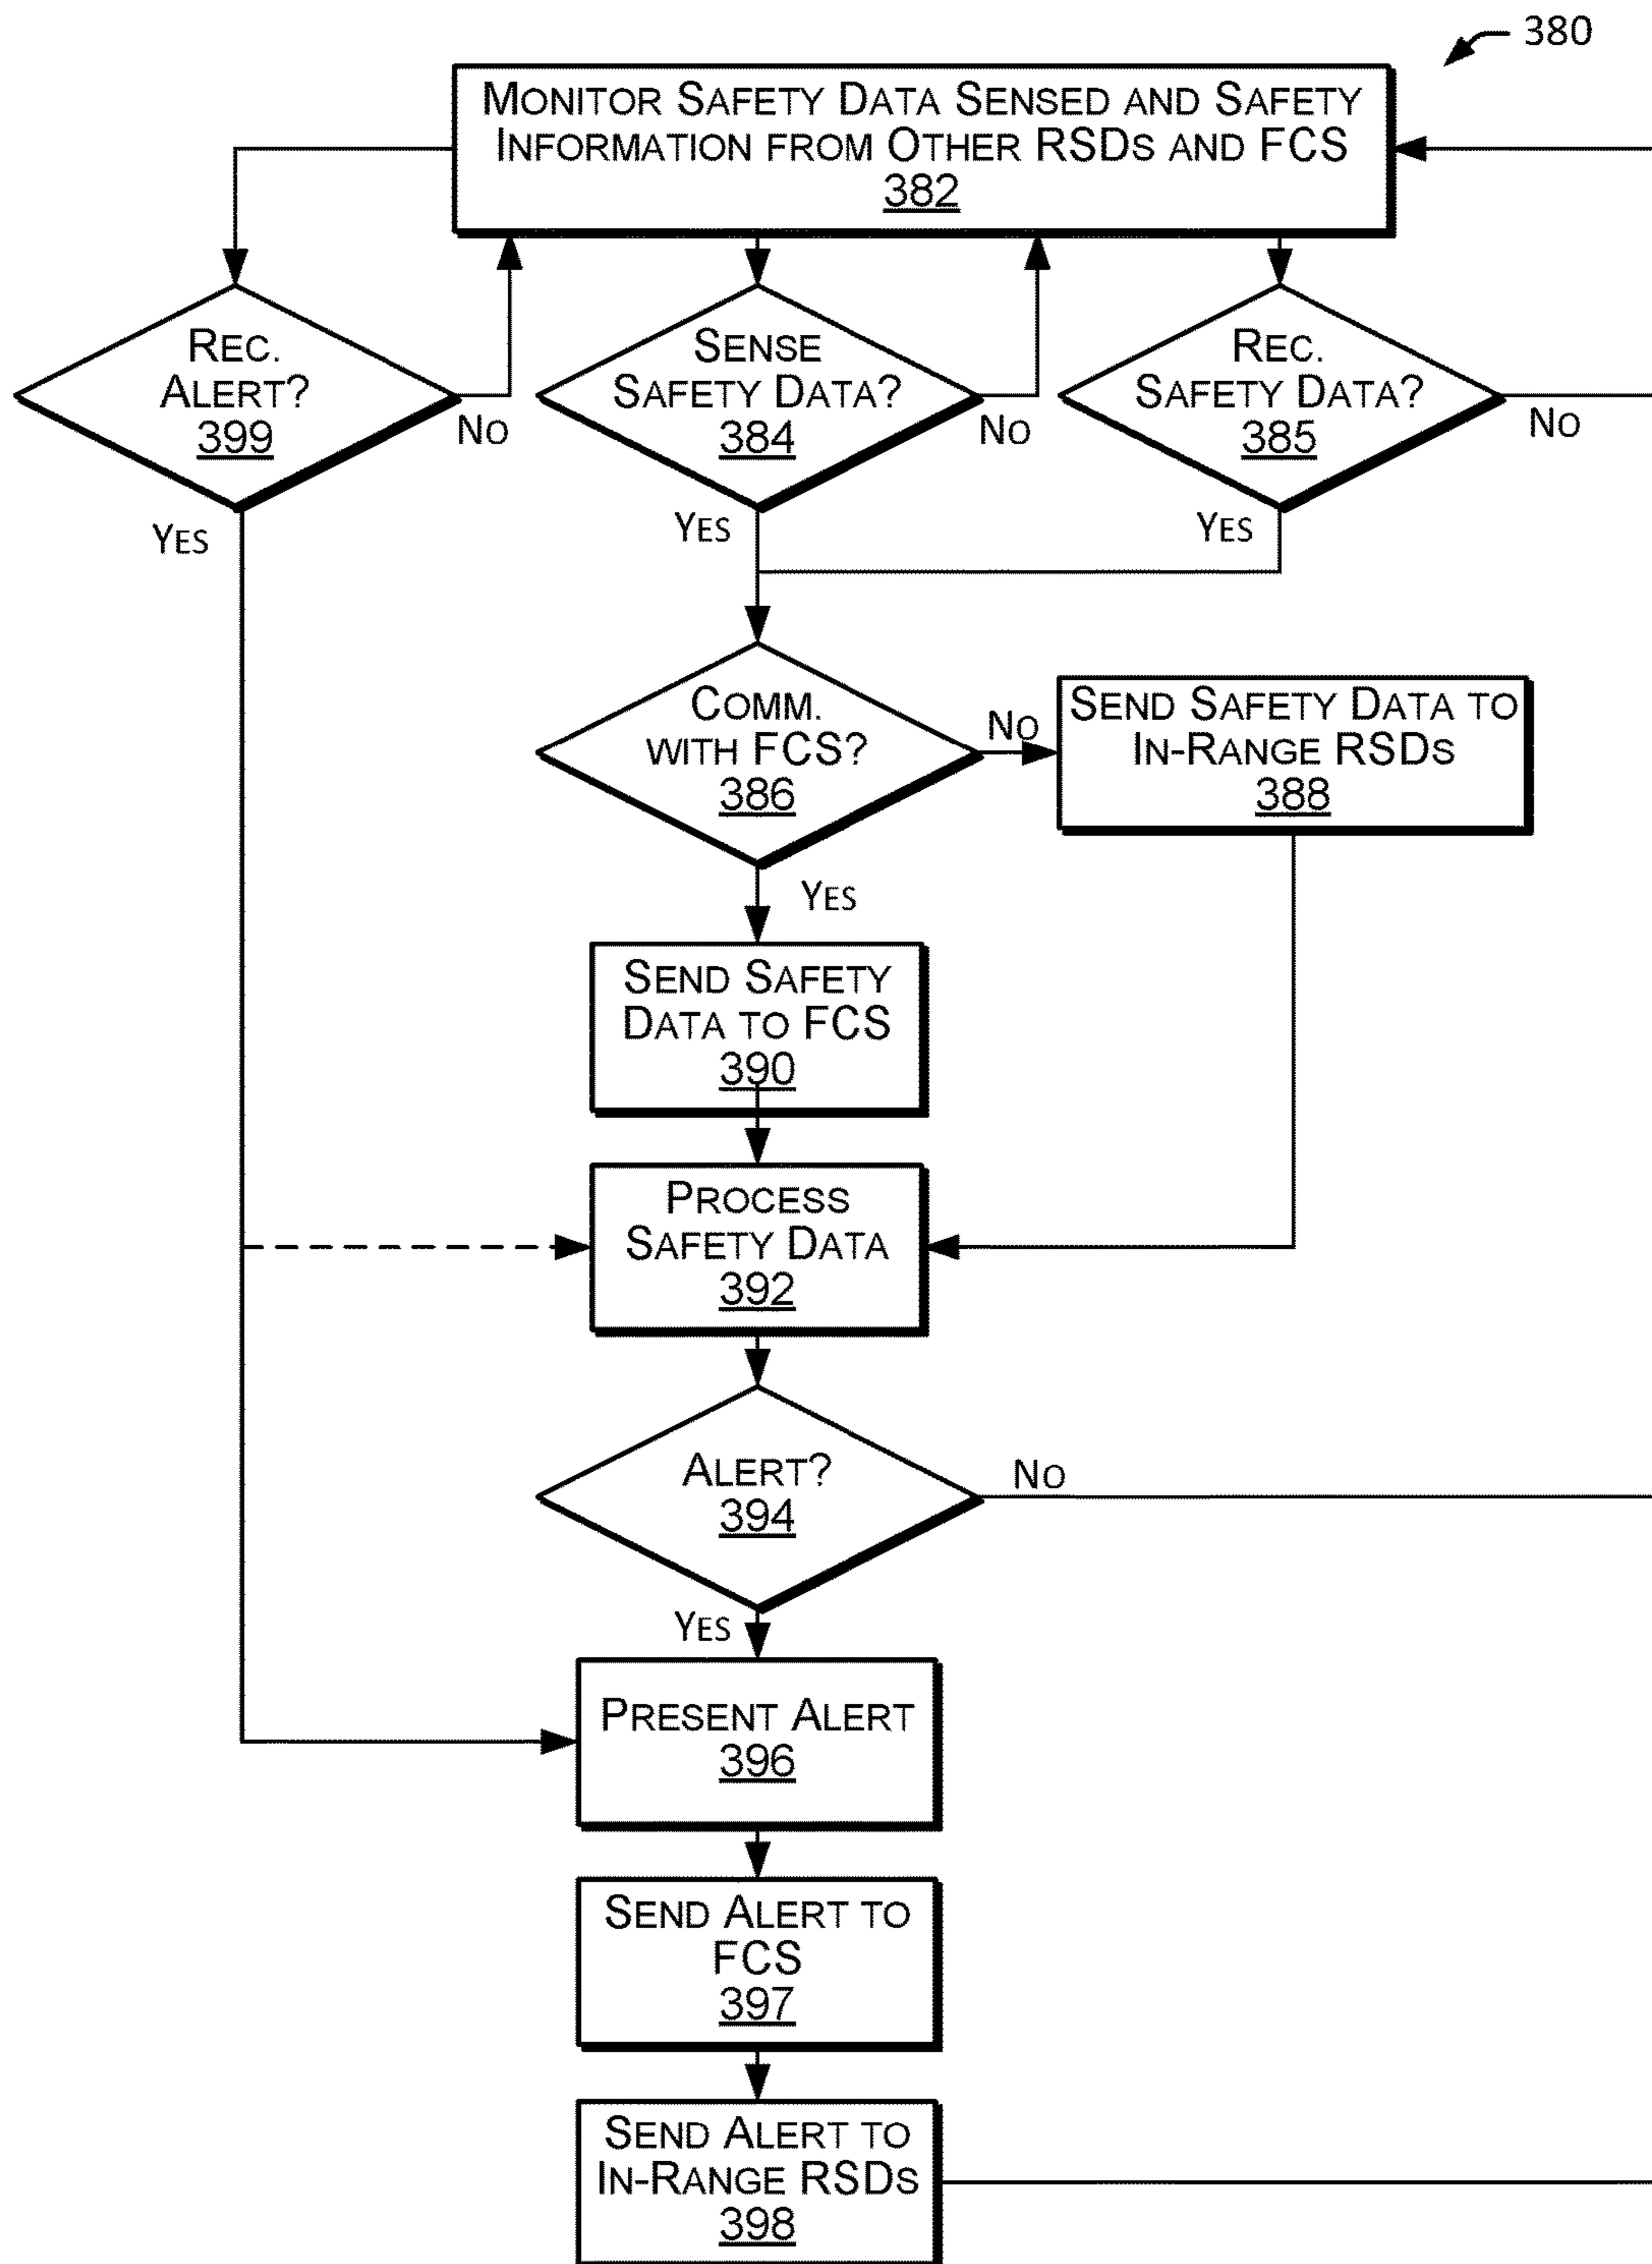 380
MONITOR SAFETY DATA SENSED AND SAFETY
INFORMATION FROM OTHER RSDS AND FCS
382
REC.
ALERT?
399
NO
SENSE
SAFETY DATA?
384
NO
REC.
SAFETY DATA?
385
NO
YES
YES
YES
COMM.
WITH FCS?
386
NO
SEND SAFETY DATA TO
IN-RANGE RSDS
388
YES
SEND SAFETY
DATA TO FCS
390
PROCESS
SAFETY DATA
392
ALERT?
394
NO
YES
PRESENT ALERT
396
SEND ALERT TO
FCS
397
SEND ALERT TO
IN-RANGE RSDS
398